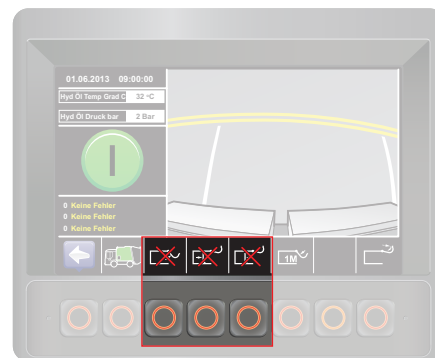 01.06.2013 09:00:00
Hyd Öl Temp Grad C 32 °C
Hyd Öl Druck bar 2 Bar
0 Keine Fehler
0 Keine Fehler
0 Keine Fehler
1M